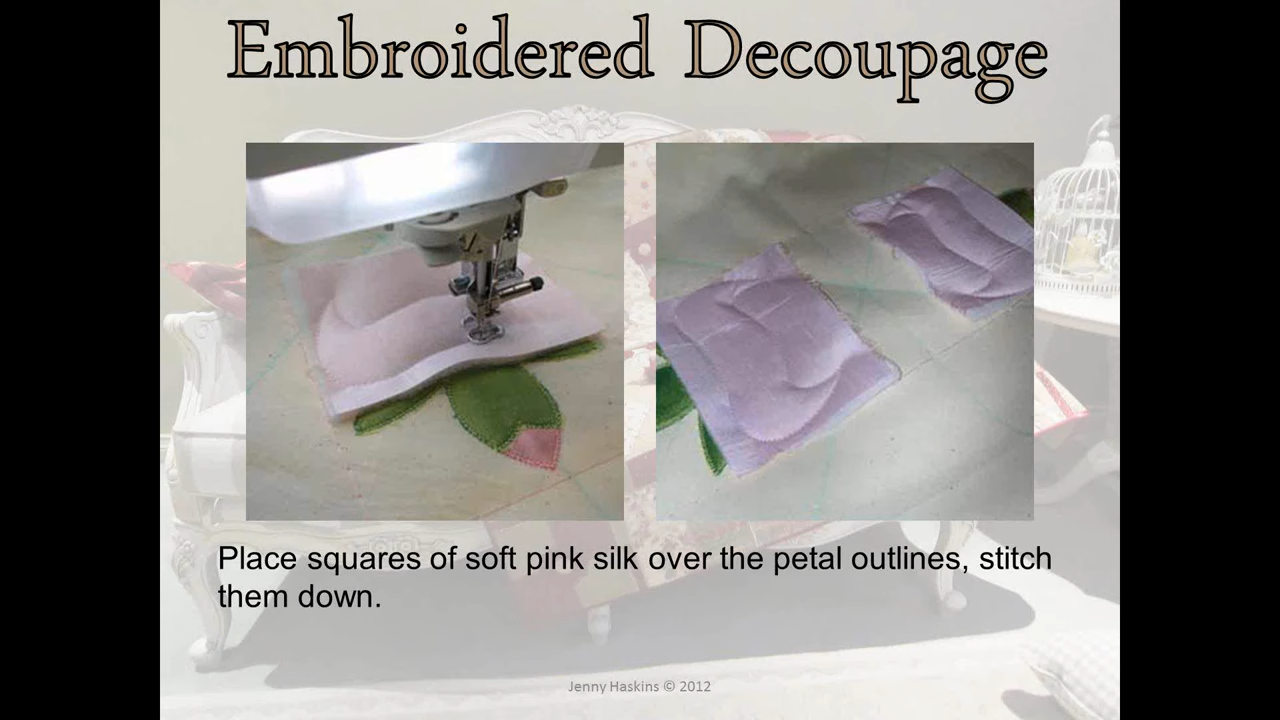 Embroidered Decoupage
Place squares of soft pink silk over the petal outlines, stitch
them down.
Jenny Haskins © 2012